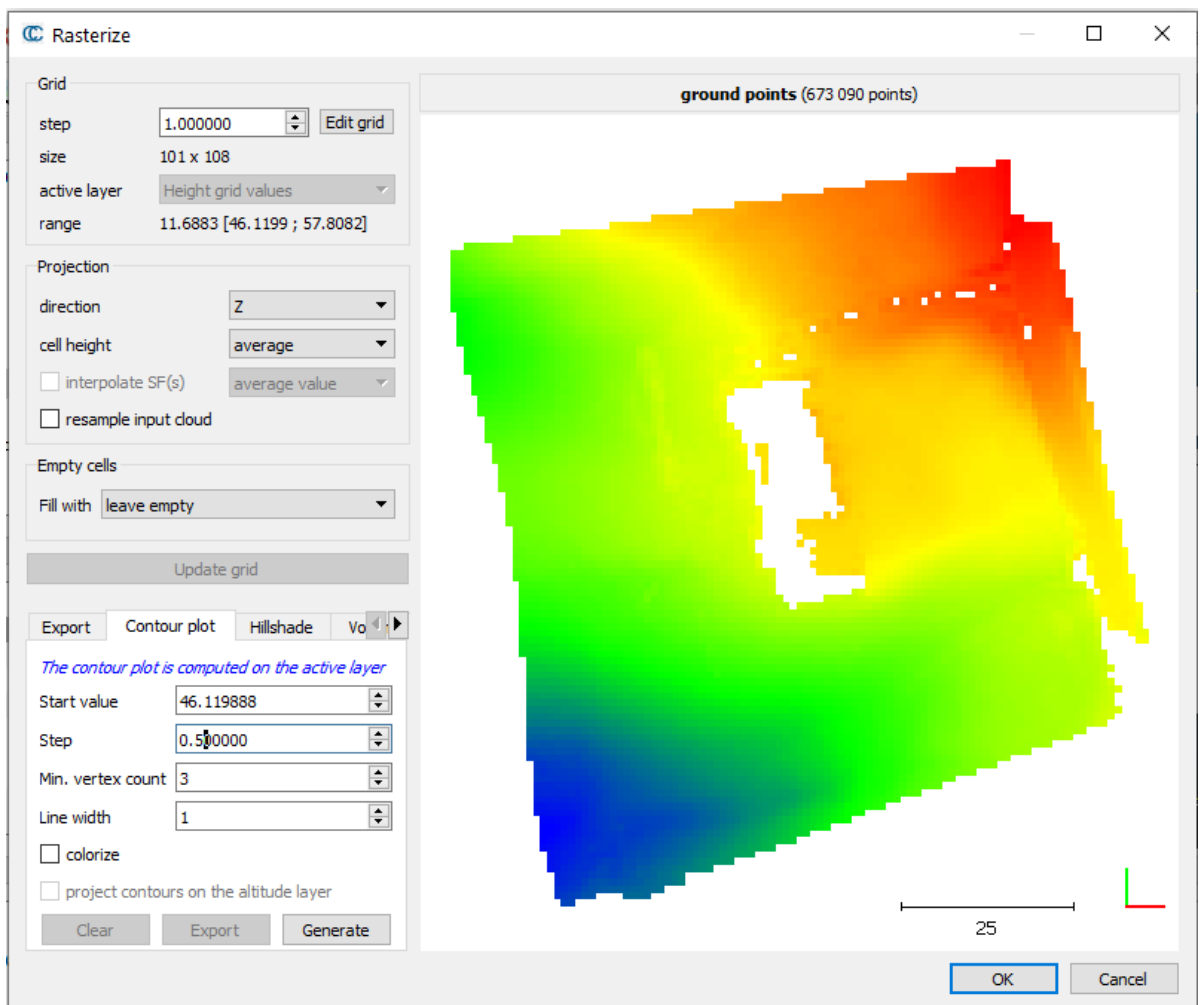 Rasterize
Grid
step 1.000000 Edit grid
size 101 x 108
active layer Height grid values
range 11.6883 [46.1199 ; 57.8082]
Projection
direction Z
cell height average
interpolate SF(s) average value
resample input cloud
Empty cells
Fill with leave empty
Update grid
Export Contour plot Hillshade
The contour plot is computed on the active layer
Start value 46.119888
Step 0.500000
Min. vertex count 3
Line width 1
colorize
project contours on the altitude layer
Clear Export Generate
ground points (673 090 points)
25
OK Cancel